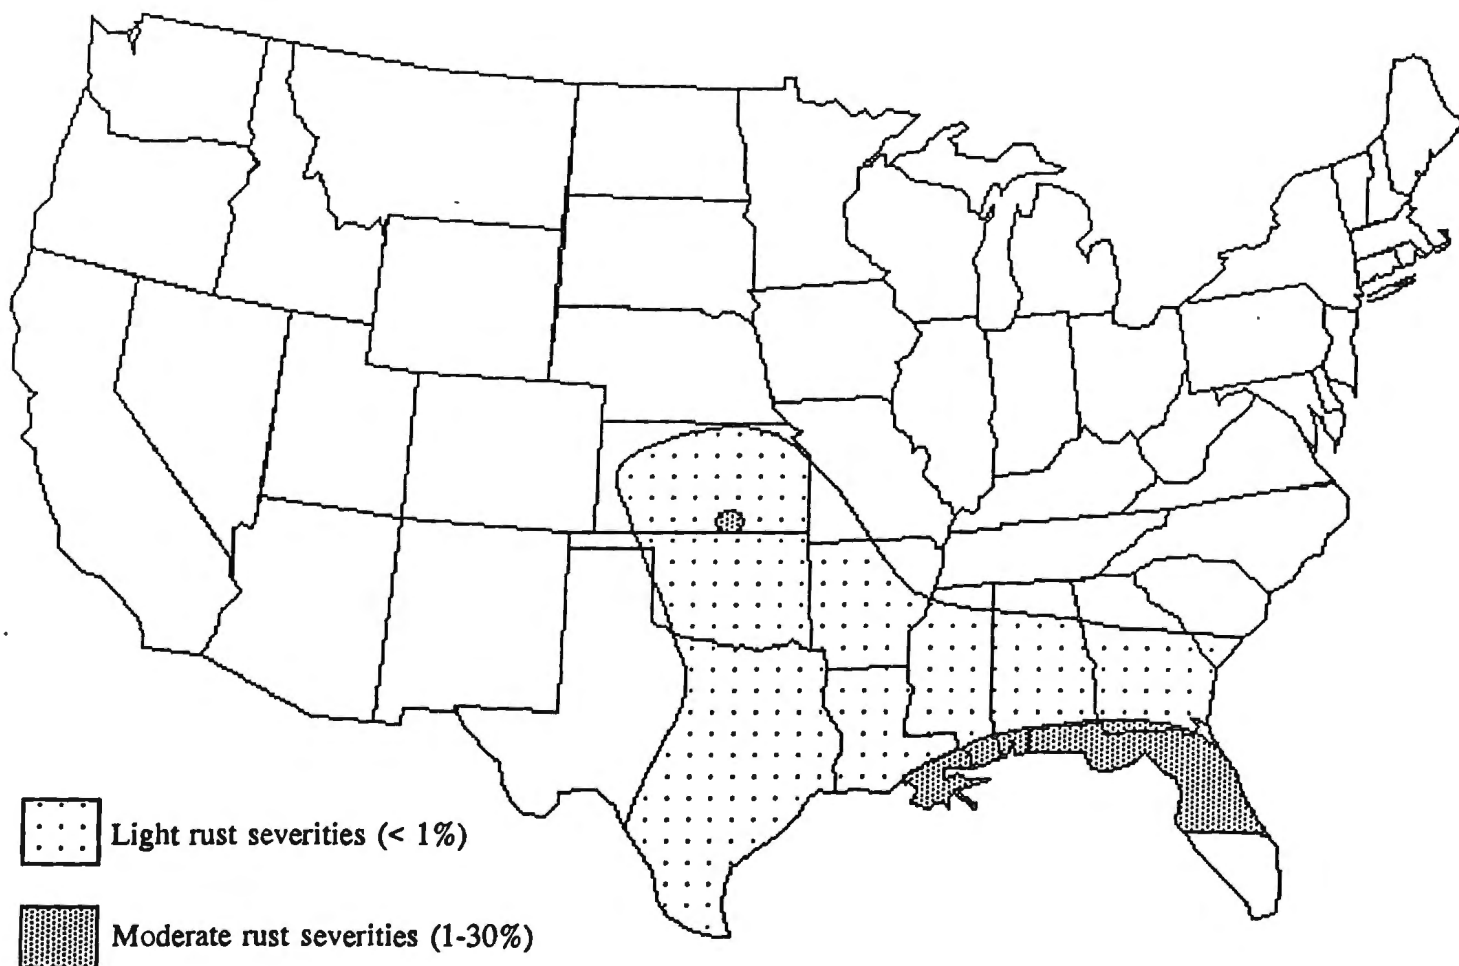 Light rust severities (< 1%)
Moderate rust severities (1-30%)